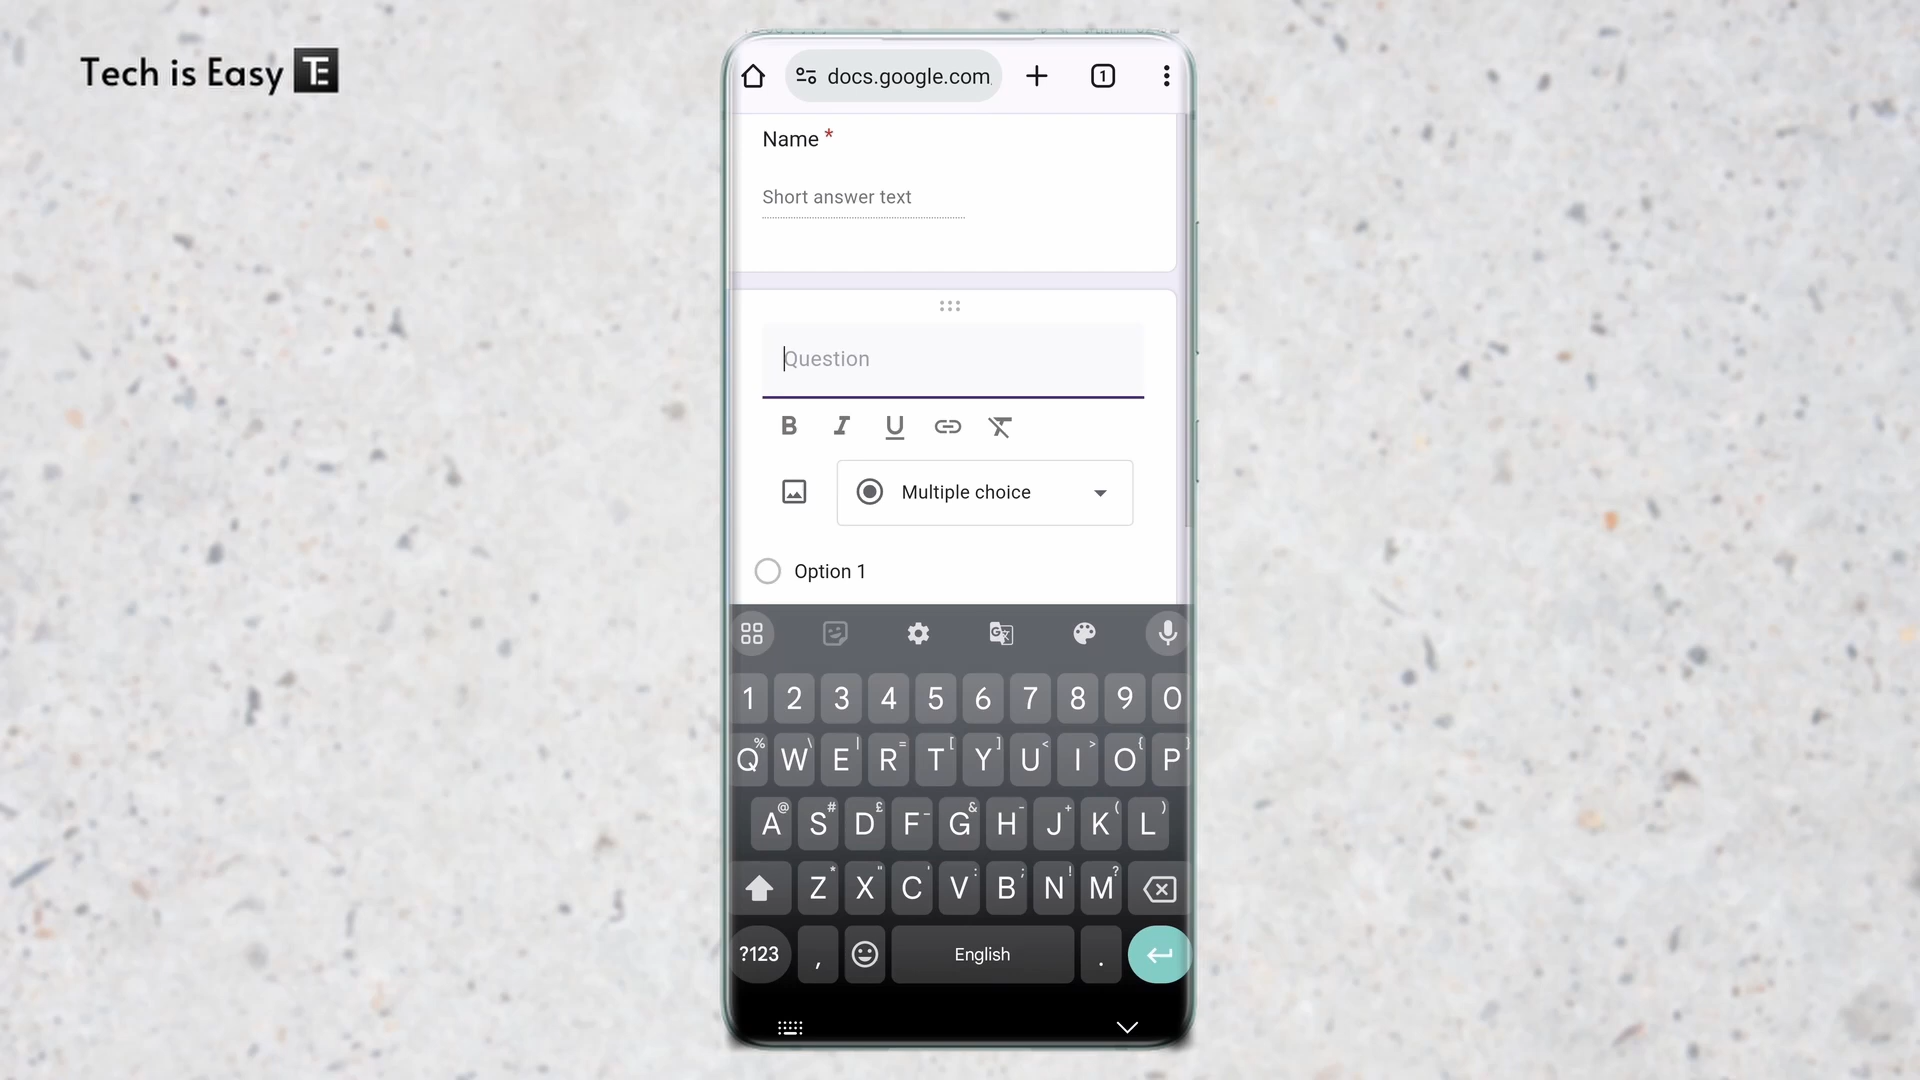 Tech is Easy TE
docs.google.com
1
Name *
Short answer text
Question
B I U
Multiple choice
Option 1
1 2 3 4 5 6 7 8 9 0
Q% W\ E| R= T[ Y] U< I> O{ P}
A@ S# D£ F- G& H- J+ K( L)
Z* X" C' V: B; N! M?
?123 , English .